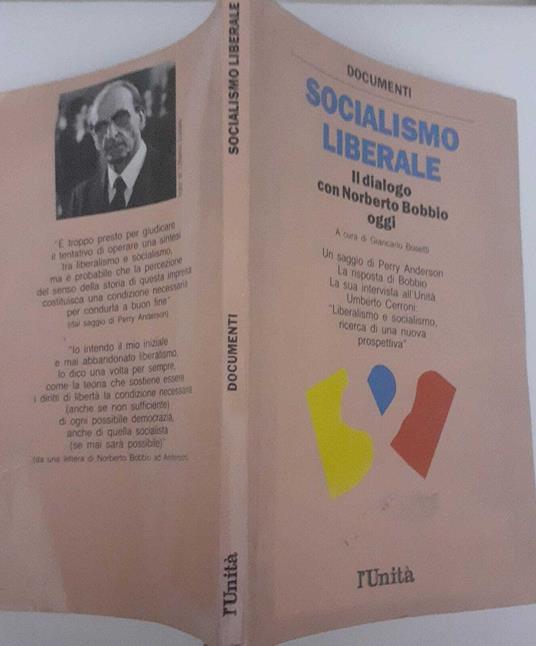 DOCUMENTI
SOCIALISMO
LIBERALE
Il dialogo
con Norberto Bobbio
oggi
A cura di Giancarlo Bosetti
Un saggio di Perry Anderson
La risposta di Bobbio
La sua intervista all'Unità
Umberto Cerroni:
"Liberalismo e socialismo,
ricerca di una nuova
prospettiva"
l'Unità
SOCIALISMO LIBERALE
DOCUMENTI
l'Unità
"È troppo presto per giudicare
il tentativo di operare una sintesi
tra liberalismo e socialismo,
ma è probabile che la percezione
del senso della storia di questa impresa
costituisca una condizione necessaria
per condurla a buon fine"
(dal saggio di Perry Anderson)
"Io intendo il mio iniziale
e mai abbandonato liberalismo,
lo dico una volta per sempre,
come la teoria che sostiene essere
i diritti di libertà la condizione necessaria
(anche se non sufficiente)
di ogni possibile democrazia,
anche di quella socialista
(se mai sarà possibile)"
(da una lettera di Norberto Bobbio ad Anderson)